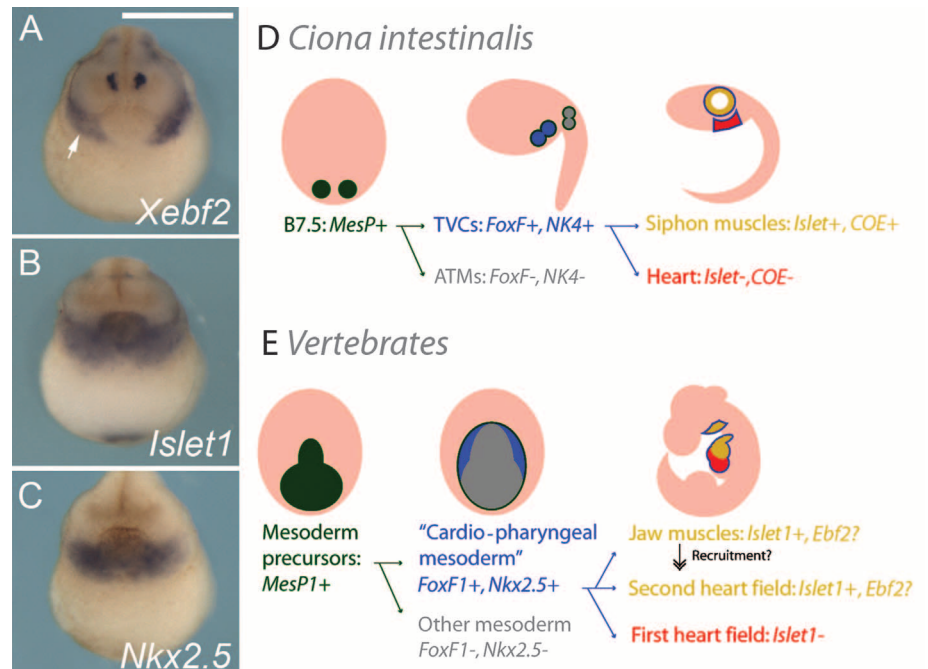 A
Xebf2
B
Islet1
C
Nkx2.5
D Ciona intestinalis
B7.5: MesP+
TVCs: FoxF+, NK4+
Siphon muscles: Islet+, COE+
ATMs: FoxF-, NK4-
Heart: Islet-,COE-
E Vertebrates
Mesoderm
precursors:
MesP1+
"Cardio-pharyngeal
mesoderm"
FoxF1+, Nkx2.5+
Other mesoderm
FoxF1-, Nkx2.5-
Jaw muscles: Islet1+, Ebf2?
Recruitment?
Second heart field: Islet1+, Ebf2?
First heart field: Islet1-